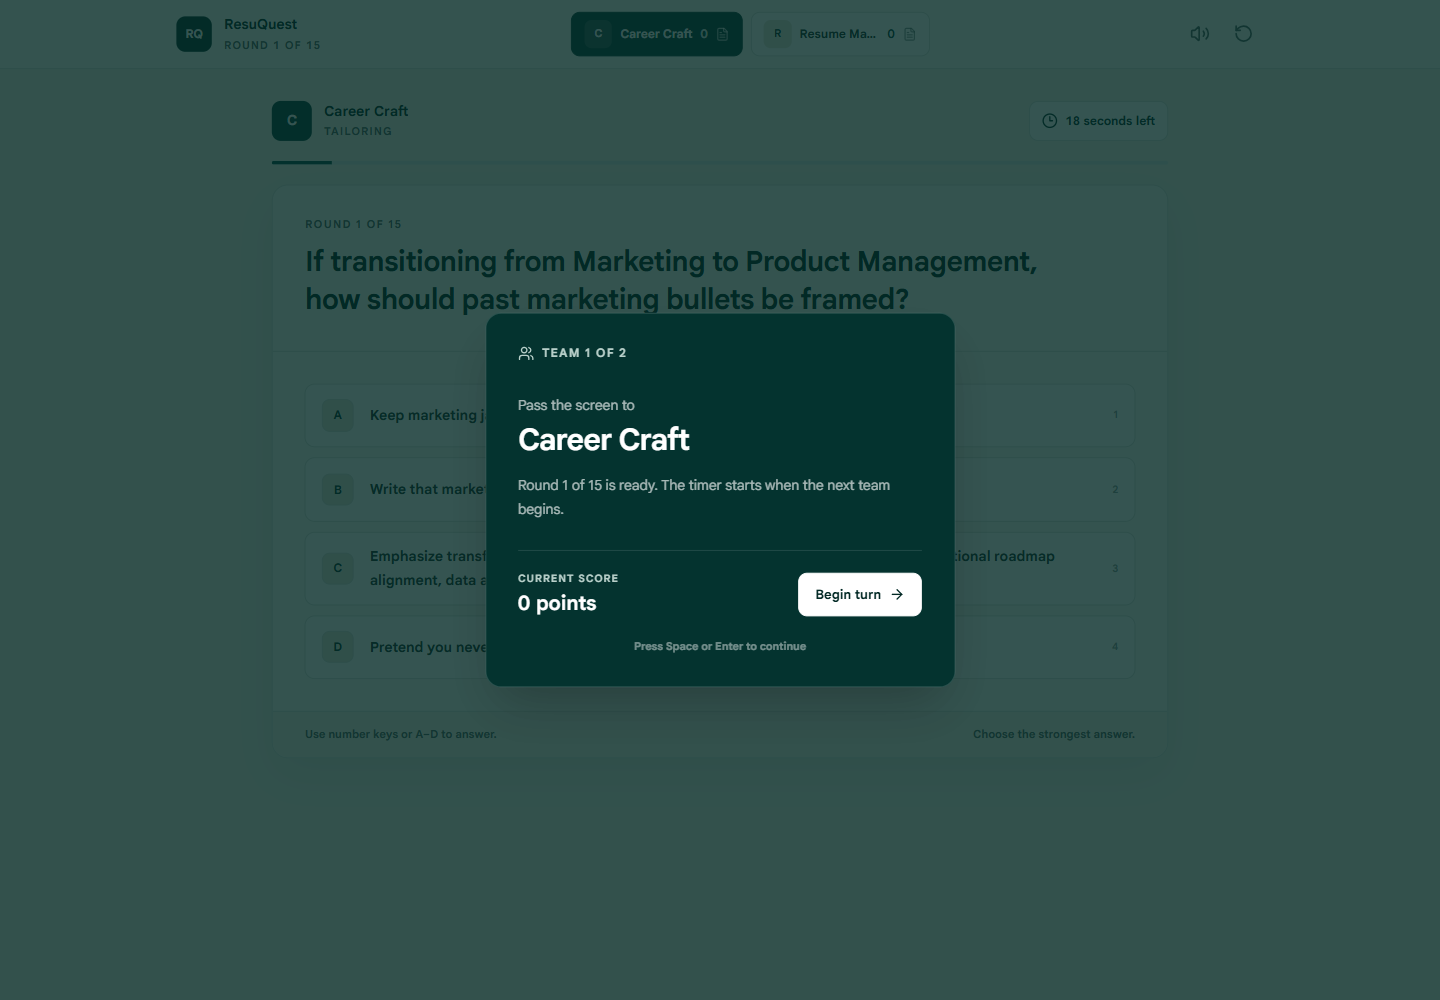 RQ
ResuQuest
ROUND 1 OF 15
C Career Craft 0
R Resume Ma... 0
C
Career Craft
TAILORING
18 seconds left
ROUND 1 OF 15
If transitioning from Marketing to Product Management,
how should past marketing bullets be framed?
TEAM 1 OF 2
Pass the screen to
Career Craft
Round 1 of 15 is ready. The timer starts when the next team
begins.
CURRENT SCORE
0 points
Begin turn
Press Space or Enter to continue
A Keep marketing 1
B Write that 2
C Emphasize roadmap 3
alignment, data
D Pretend you 4
Use number keys or A–D to answer.
Choose the strongest answer.